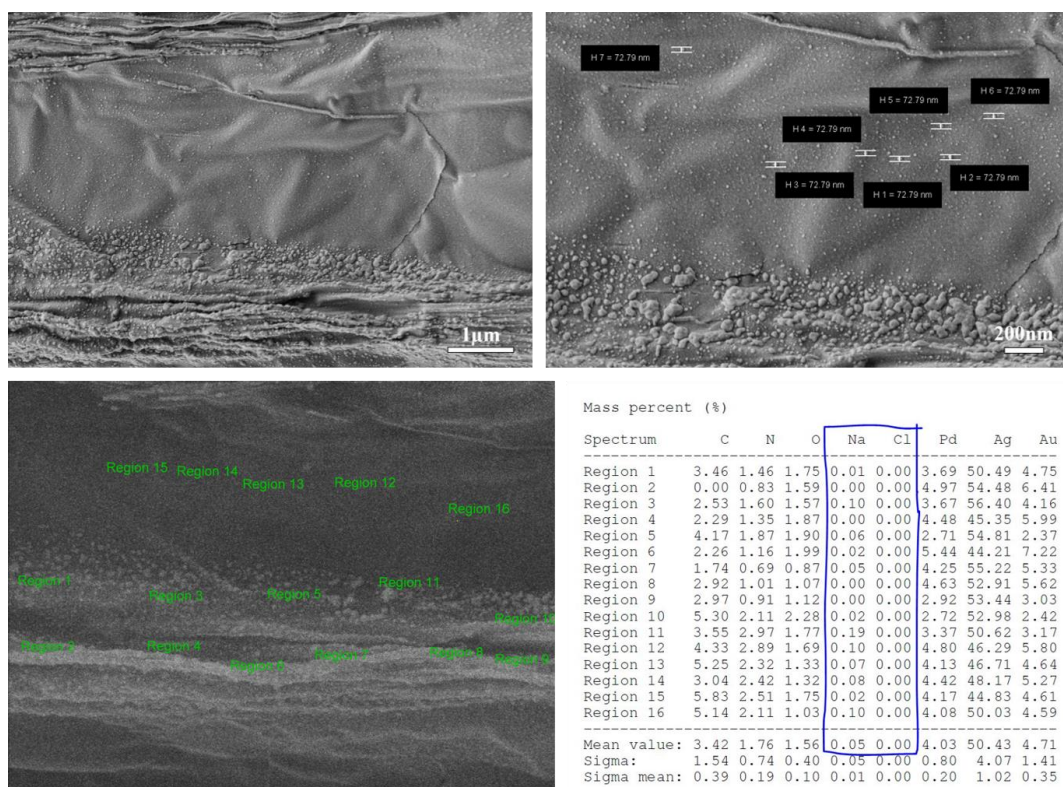 1µm
H 7 = 72.79 nm
H 6 = 72.79 nm
H 5 = 72.79 nm
H 4 = 72.79 nm
H 3 = 72.79 nm
H 1 = 72.79 nm
H 2 = 72.79 nm
200nm
Region 15
Region 14
Region 13
Region 12
Region 16
Region 1
Region 3
Region 5
Region 11
Region 4
Region 8
Mass percent (%)
Spectrum C N O Na Cl Pd Ag Au
Region 1 3.46 1.46 1.75 0.01 0.00 3.69 50.49 4.75
Region 2 0.00 0.83 1.59 0.00 0.00 4.97 54.48 6.41
Region 3 2.53 1.60 1.57 0.10 0.00 3.67 56.40 4.16
Region 4 2.29 1.35 1.87 0.00 0.00 4.48 45.35 5.99
Region 5 4.17 1.87 1.90 0.06 0.00 2.71 54.81 2.37
Region 6 2.26 1.16 1.99 0.02 0.00 5.44 44.21 7.22
Region 7 1.74 0.69 0.87 0.05 0.00 4.25 55.22 5.33
Region 8 2.92 1.01 1.07 0.00 0.00 4.63 52.91 5.62
Region 9 2.97 0.91 1.12 0.00 0.00 2.92 53.44 3.03
Region 10 5.30 2.11 2.28 0.02 0.00 2.72 52.98 2.42
Region 11 3.55 2.97 1.77 0.19 0.00 3.37 50.62 3.17
Region 12 4.33 2.89 1.69 0.10 0.00 4.80 46.29 5.80
Region 13 5.25 2.32 1.33 0.07 0.00 4.13 46.71 4.64
Region 14 3.04 2.42 1.32 0.08 0.00 4.42 48.17 5.27
Region 15 5.83 2.51 1.75 0.02 0.00 4.17 44.83 4.61
Region 16 5.14 2.11 1.03 0.10 0.00 4.08 50.03 4.59
Mean value: 3.42 1.76 1.56 0.05 0.00 4.03 50.43 4.71
Sigma: 1.54 0.74 0.40 0.05 0.00 0.80 4.07 1.41
Sigma mean: 0.39 0.19 0.10 0.01 0.00 0.20 1.02 0.35